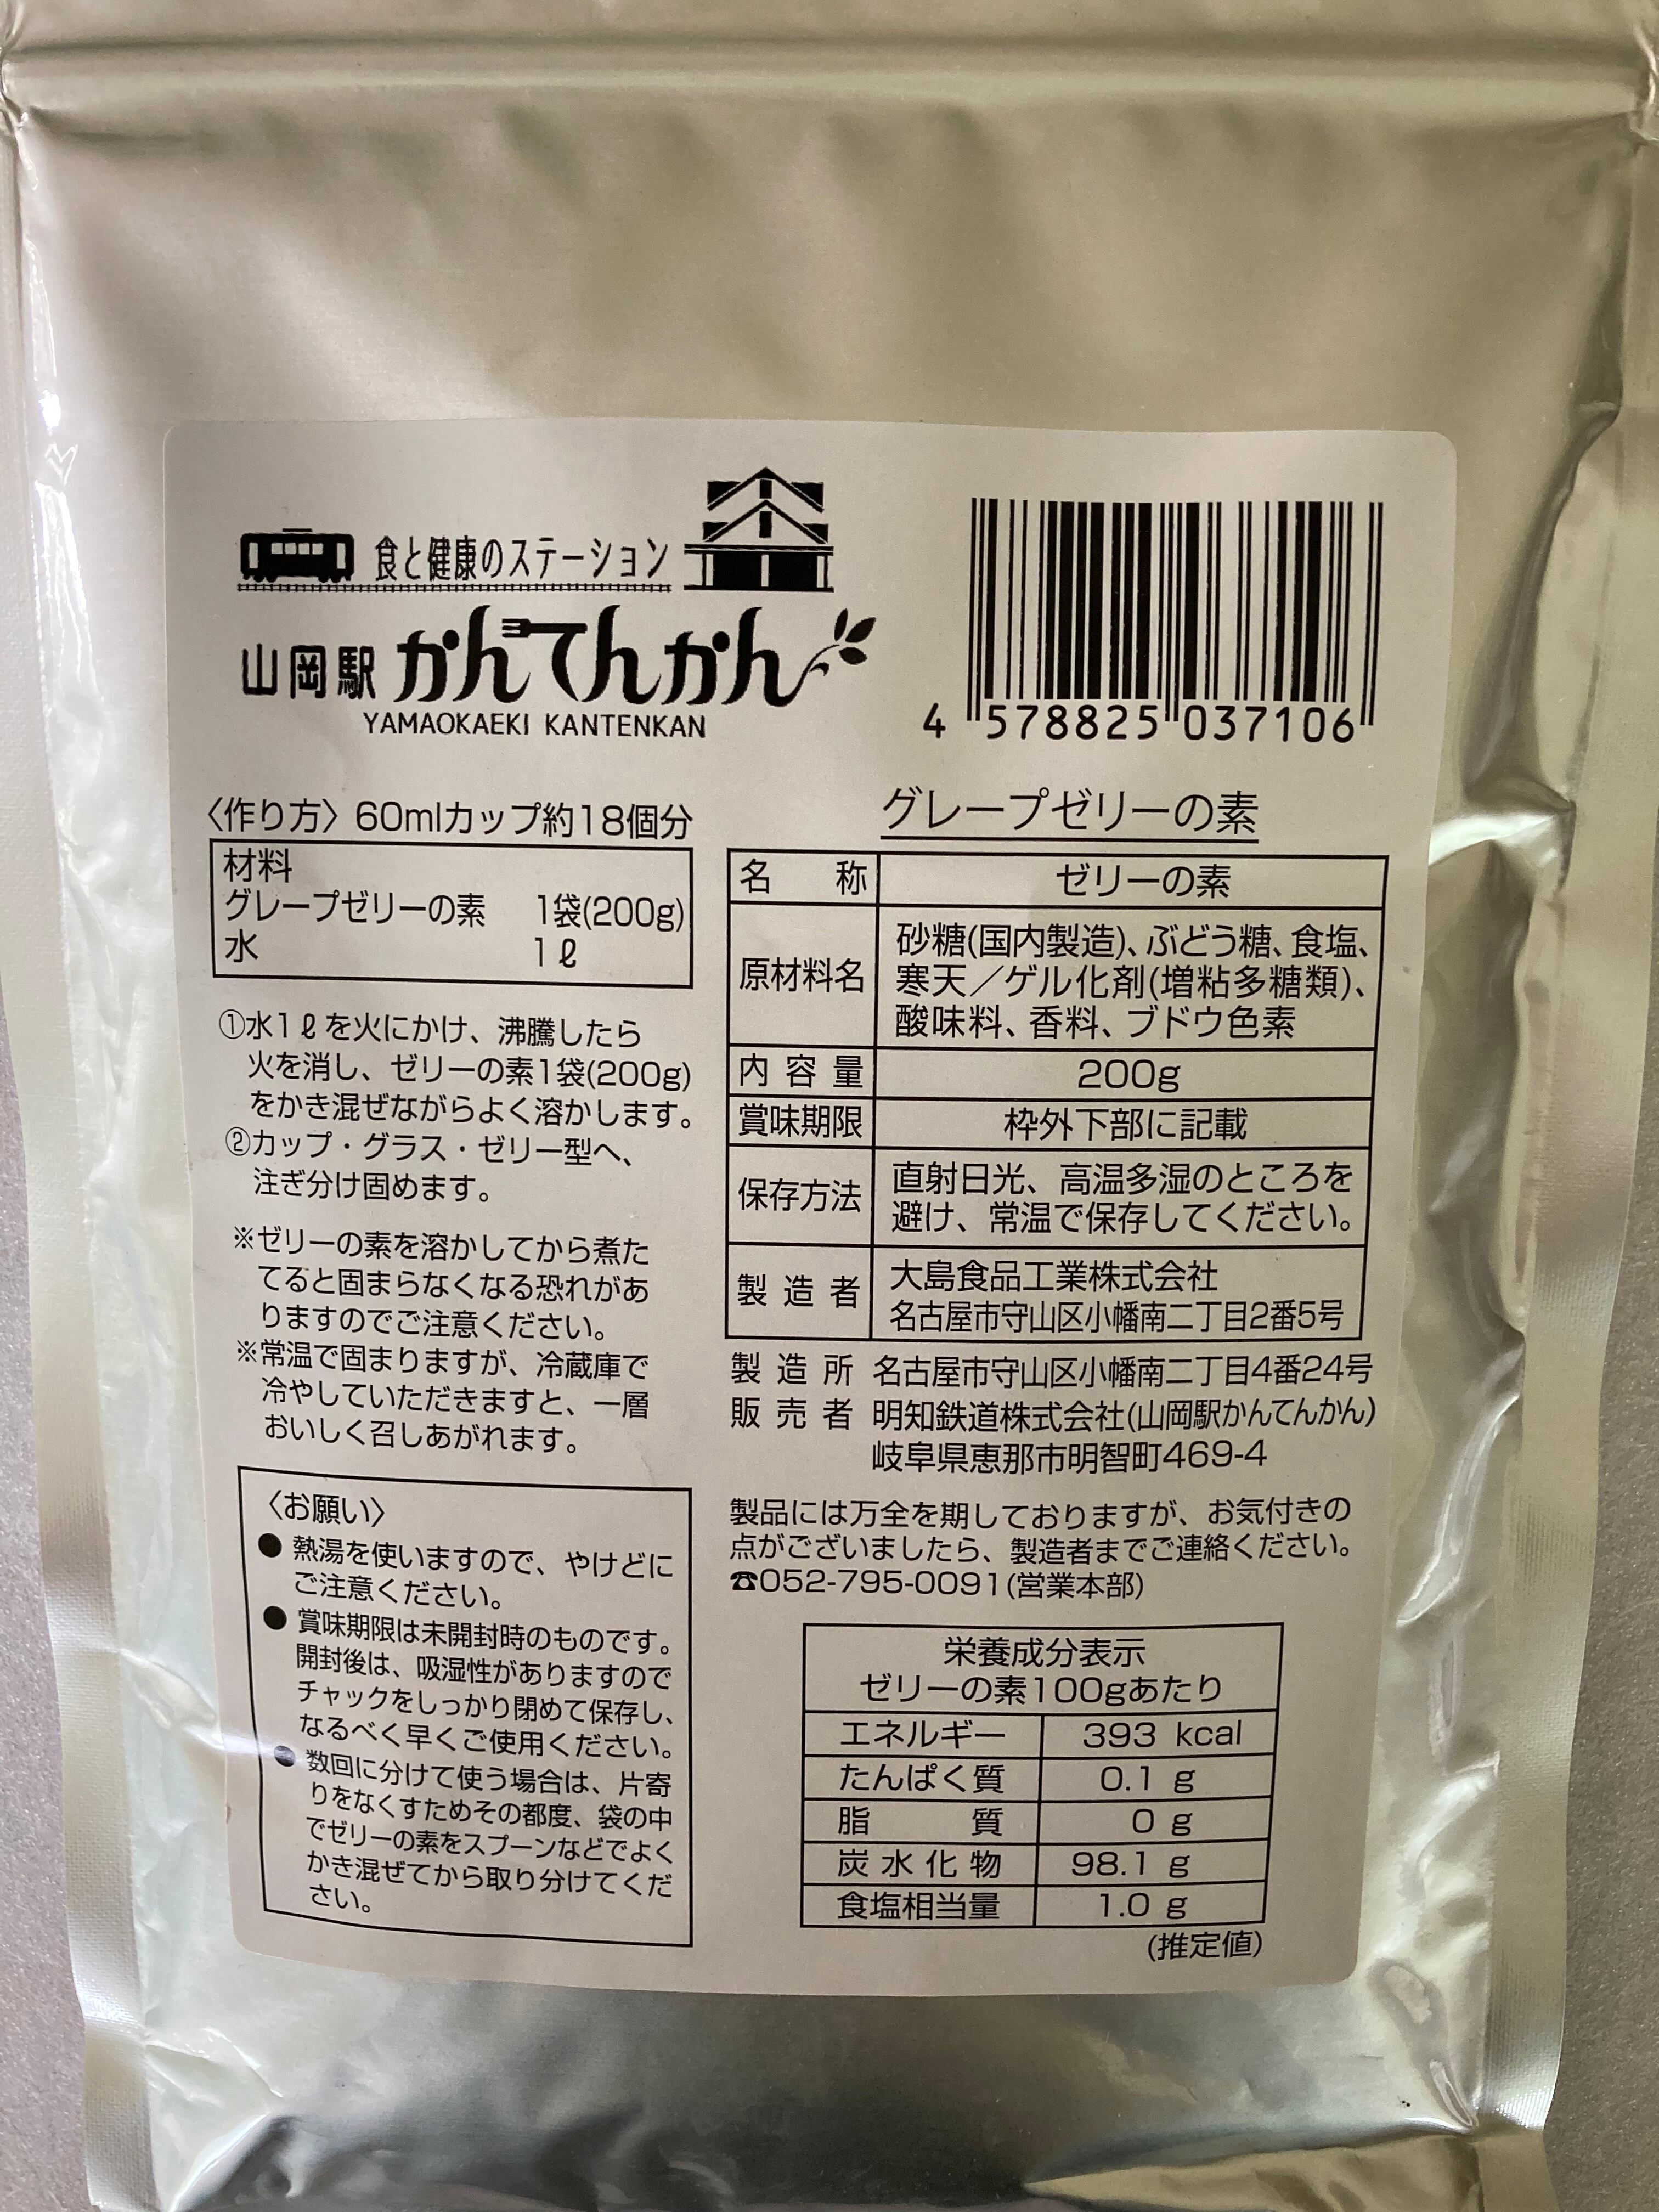 食と健康のステーション
山岡駅 かんてんかん
YAMAOKAEKI KANTENKAN
4 578825 037106
〈作り方〉60mlカップ約18個分
材料
グレープゼリーの素 1袋(200g)
水 1ℓ
①水1ℓを火にかけ、沸騰したら
火を消し、ゼリーの素1袋(200g)
をかき混ぜながらよく溶かします。
②カップ・グラス・ゼリー型へ、
注ぎ分け固めます。
※ゼリーの素を溶かしてから煮た
てると固まらなくなる恐れがあ
りますのでご注意ください。
※常温で固まりますが、冷蔵庫で
冷やしていただきますと、一層
おいしく召しあがれます。
〈お願い〉
● 熱湯を使いますので、やけどに
ご注意ください。
● 賞味期限は未開封時のものです。
開封後は、吸湿性がありますので
チャックをしっかり閉めて保存し、
なるべく早くご使用ください。
● 数回に分けて使う場合は、片寄
りをなくすためその都度、袋の中
でゼリーの素をスプーンなどでよく
かき混ぜてから取り分けてくだ
さい。
グレープゼリーの素
名称 ゼリーの素
原材料名 砂糖(国内製造)、ぶどう糖、食塩、
寒天／ゲル化剤(増粘多糖類)、
酸味料、香料、ブドウ色素
内容量 200g
賞味期限 枠外下部に記載
保存方法 直射日光、高温多湿のところを
避け、常温で保存してください。
製造者 大島食品工業株式会社
名古屋市守山区小幡南二丁目2番5号
製造所 名古屋市守山区小幡南二丁目4番24号
販売者 明知鉄道株式会社(山岡駅かんてんかん)
岐阜県恵那市明智町469-4
製品には万全を期しておりますが、お気付きの
点がございましたら、製造者までご連絡ください。
☎052-795-0091(営業本部)
栄養成分表示
ゼリーの素100gあたり
エネルギー 393 kcal
たんぱく質 0.1 g
脂質 0 g
炭水化物 98.1 g
食塩相当量 1.0 g
(推定値)